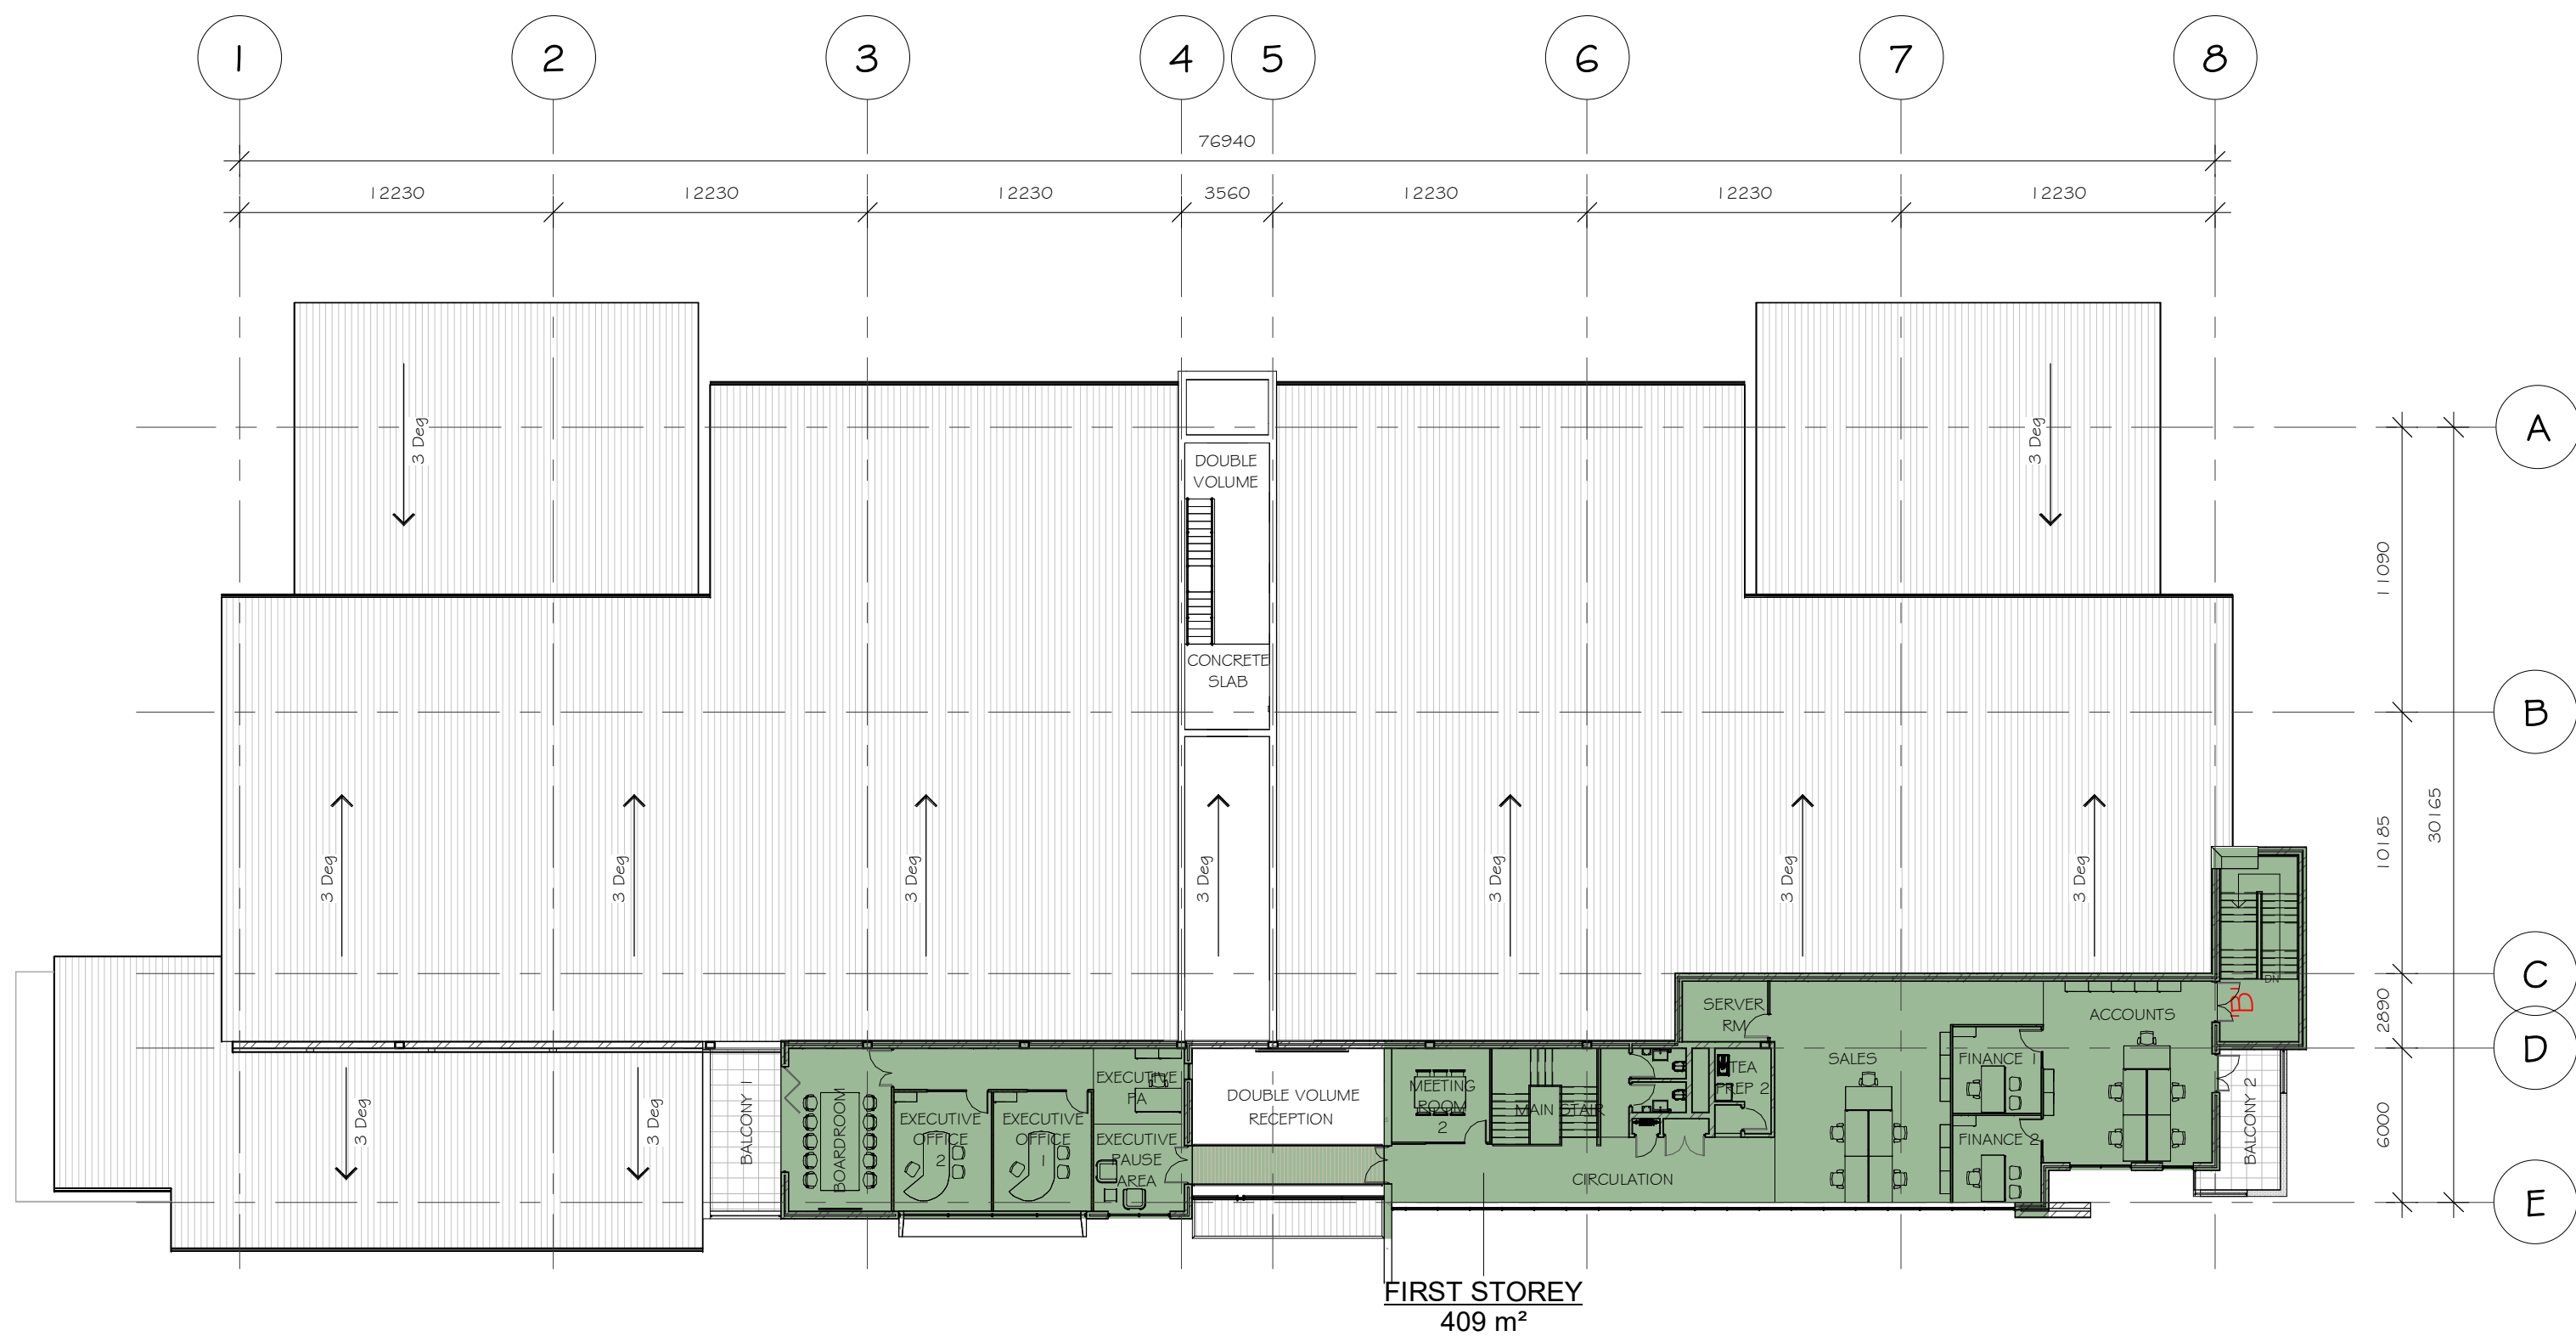 1 2 3 4 5 6 7 8
76940
12230 12230 12230 3560 12230 12230 12230
A
3 Deg
3 Deg
DOUBLE
VOLUME
11090
CONCRETE
SLAB
B
3 Deg
3 Deg
3 Deg
3 Deg
3 Deg
3 Deg
3 Deg
10185
30165
C
DN
B
SERVER
RM
ACCOUNTS
2890
D
SALES
FINANCE 1
TEA
PREP 2
EXECUTIVE
PA
MEETING
ROOM
2
MAIN STAIR
DOUBLE VOLUME
RECEPTION
BALCONY 1
BOARDROOM
EXECUTIVE
OFFICE
2
EXECUTIVE
OFFICE
1
EXECUTIVE
PAUSE
AREA
3 Deg
3 Deg
FINANCE 2
BALCONY 2
6000
CIRCULATION
E
FIRST STOREY
409 m²